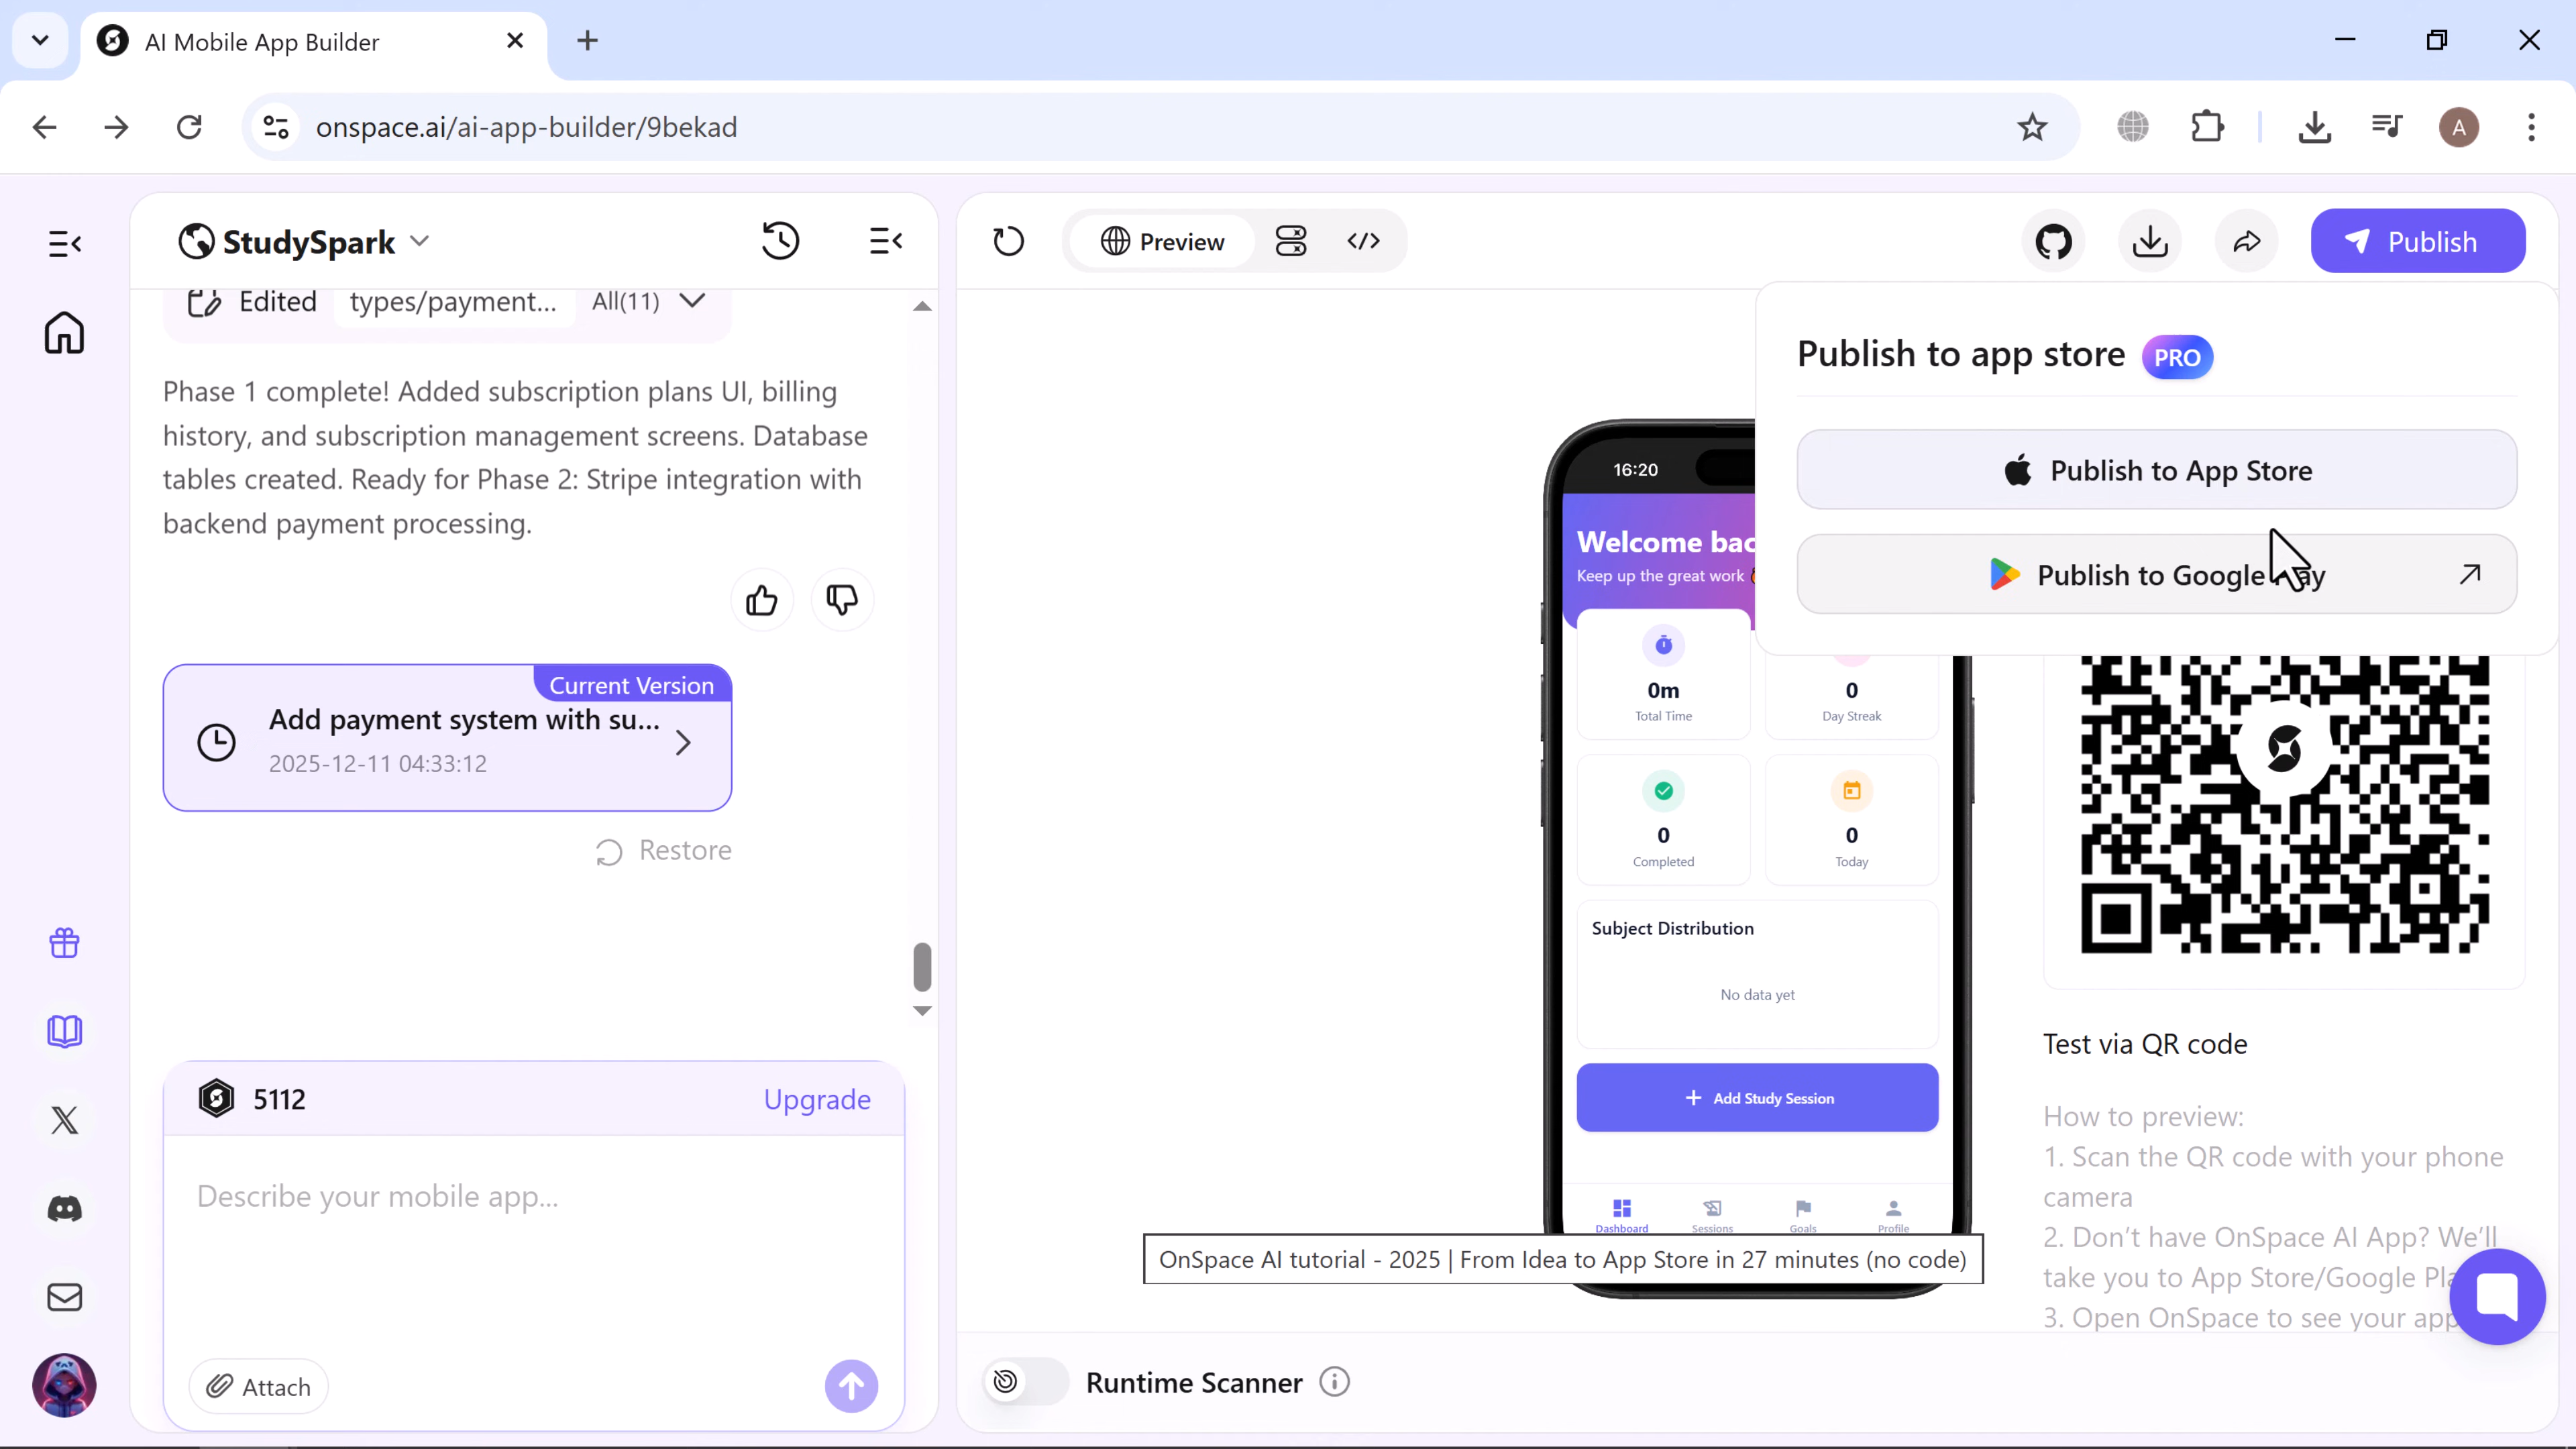 AI Mobile App Builder
onspace.ai/ai-app-builder/9bekad
A
StudySpark
Preview
Publish
Edited types/payment... All(11)
Phase 1 complete! Added subscription plans UI, billing
history, and subscription management screens. Database
tables created. Ready for Phase 2: Stripe integration with
backend payment processing.
Current Version
Add payment system with su...
2025-12-11 04:33:12
Restore
5112
Upgrade
Describe your mobile app...
Attach
Publish to app store PRO
Publish to App Store
Publish to Google Play
16:20
Welcome bac
Keep up the great work
0m
Total Time
0
Day Streak
0
Completed
0
Today
Subject Distribution
No data yet
+ Add Study Session
Dashboard
Sessions
Goals
Profile
OnSpace AI tutorial - 2025 | From Idea to App Store in 27 minutes (no code)
Test via QR code
How to preview:
1. Scan the QR code with your phone
camera
2. Don't have OnSpace AI App? We'll
take you to App Store/Google Pla
3. Open OnSpace to see your app
Runtime Scanner